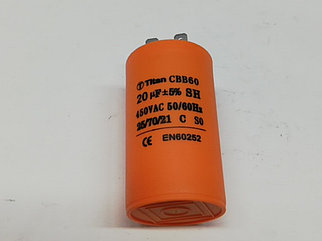 Titan CBB60
20 µF ±5% SH
450VAC 50/60Hz
25/70/21 C S0
CE EN60252